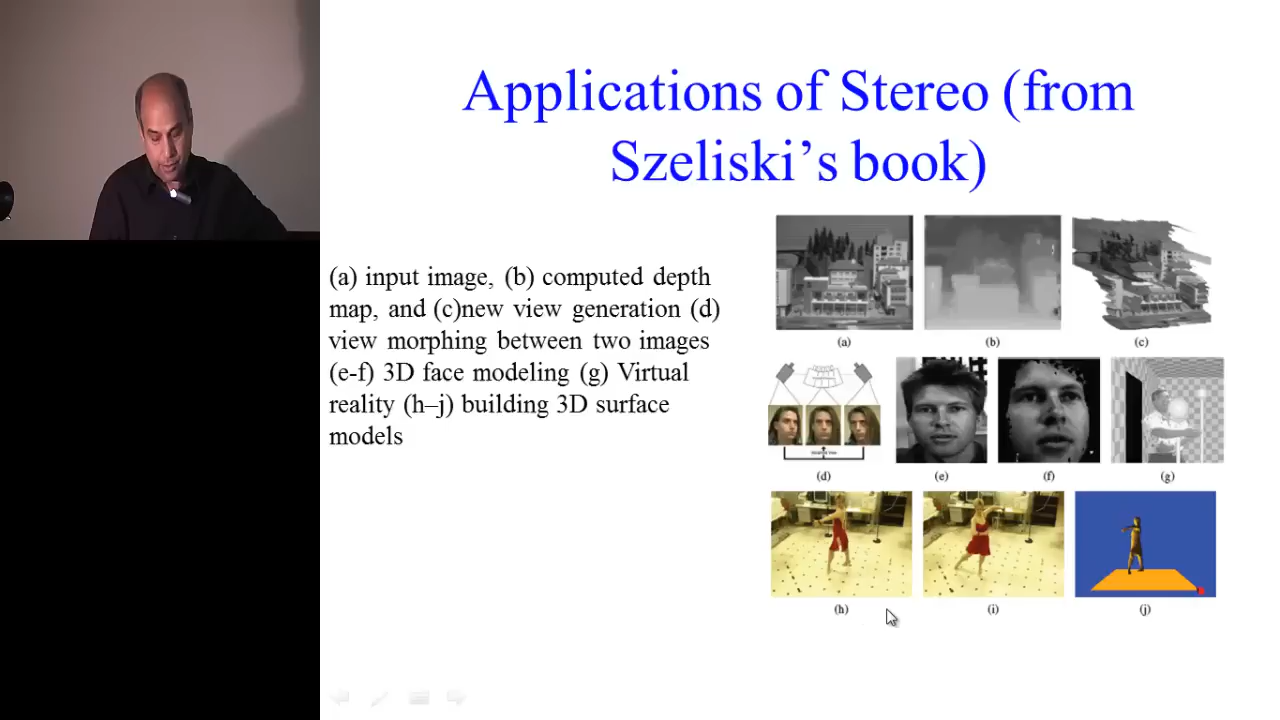 Applications of Stereo (from
Szeliski’s book)
(a) input image, (b) computed depth
map, and (c)new view generation (d)
view morphing between two images
(e-f) 3D face modeling (g) Virtual
reality (h–j) building 3D surface
models
(a)
(b)
(c)
(d)
(e)
(f)
(g)
(h)
(i)
(j)